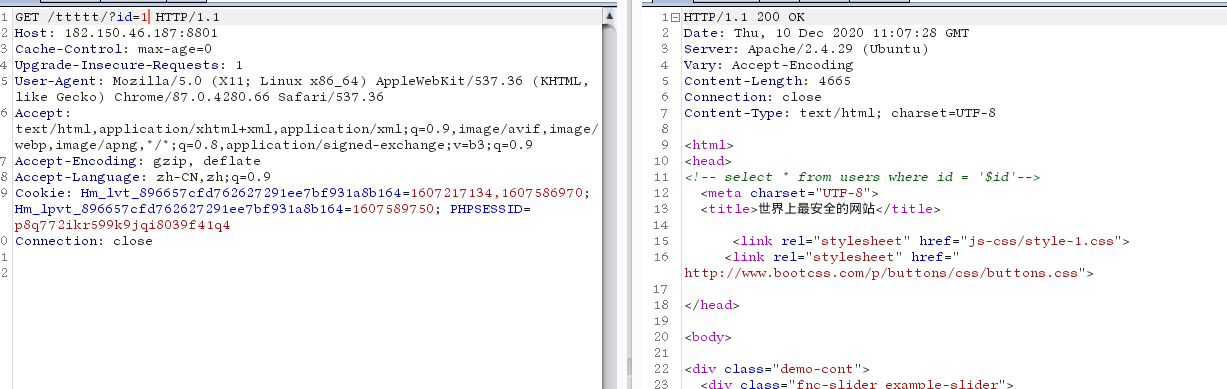 1 GET /ttttt/?id=1 HTTP/1.1
2 Host: 182.150.46.187:8801
3 Cache-Control: max-age=0
4 Upgrade-Insecure-Requests: 1
5 User-Agent: Mozilla/5.0 (X11; Linux x86_64) AppleWebKit/537.36 (KHTML,
like Gecko) Chrome/87.0.4280.66 Safari/537.36
6 Accept:
text/html,application/xhtml+xml,application/xml;q=0.9,image/avif,image/
webp,image/apng,*/*;q=0.8,application/signed-exchange;v=b3;q=0.9
7 Accept-Encoding: gzip, deflate
8 Accept-Language: zh-CN,zh;q=0.9
9 Cookie: Hm_lvt_896657cfd762627291ee7bf931a8b164=1607217134,1607586970;
Hm_lpvt_896657cfd762627291ee7bf931a8b164=1607589750; PHPSESSID=
p8q772ikr599k9jqi8039f41q4
0 Connection: close
1
2
1 HTTP/1.1 200 OK
2 Date: Thu, 10 Dec 2020 11:07:28 GMT
3 Server: Apache/2.4.29 (Ubuntu)
4 Vary: Accept-Encoding
5 Content-Length: 4665
6 Connection: close
7 Content-Type: text/html; charset=UTF-8
8
9 <html>
10 <head>
11 <!-- select * from users where id = '$id'-->
12 <meta charset="UTF-8">
13 <title>世界上最安全的网站</title>
14
15 <link rel="stylesheet" href="js-css/style-1.css">
16 <link rel="stylesheet" href="
http://www.bootcss.com/p/buttons/css/buttons.css">
17
18 </head>
19
20 <body>
21
22 <div class="demo-cont">
23 <div class="fnc-slider example-slider">